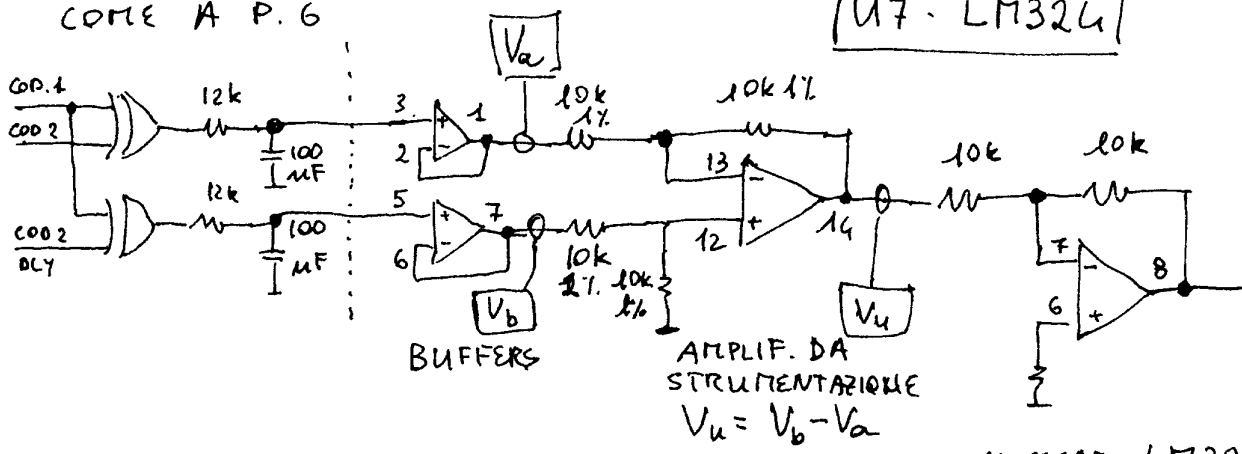 COME A P. 6
U7. LM324
Va
COD.1
COD 2
12k
100
µF
3
2
1
10k
1%
10k 1%
13
12
14
10k
10k
COD2
DLY
12k
100
µF
5
6
7
10k
1%
10k
1%
Vb
Vu
7
6
8
BUFFERS
AMPLIF. DA
STRUMENTAZIONE
Vu = Vb - Va